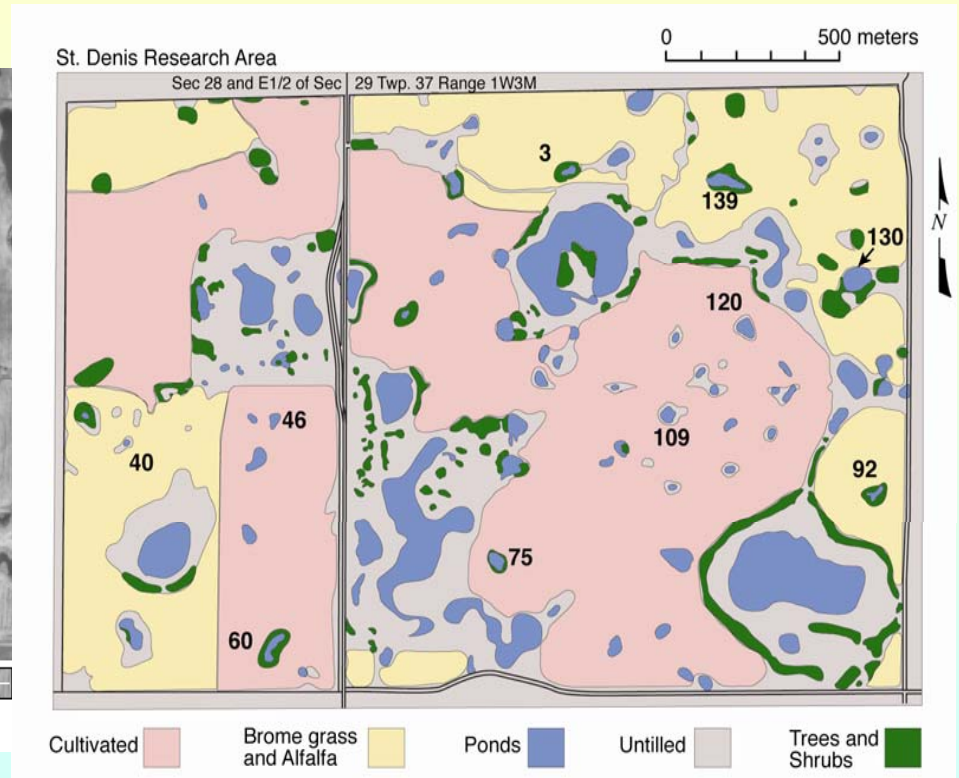 0 500 meters
St. Denis Research Area
Sec 28 and E1/2 of Sec 29 Twp. 37 Range 1W3M
3
139
N
130
120
46
109
40
92
75
60
Cultivated
Brome grass
and Alfalfa
Ponds
Untilled
Trees and
Shrubs